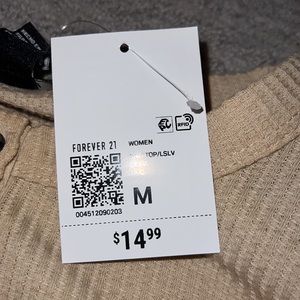 RFID
FOREVER 21
WOMEN
TOP/LSLV
M
004512090203
$14.99